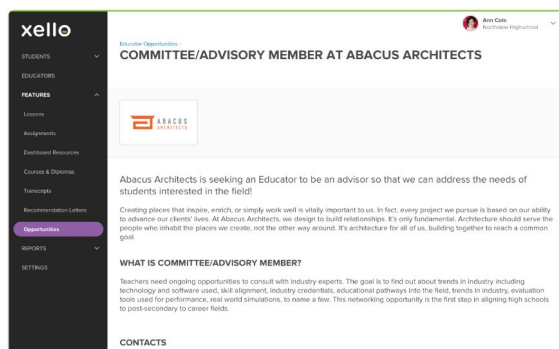 xello
Ann Cole
Northview Highschool
STUDENTS
EDUCATORS
FEATURES
Lessons
Assignments
Dashboard Resources
Courses & Diplomas
Transcripts
Recommendation Letters
Opportunities
REPORTS
SETTINGS
Educator Opportunities
COMMITTEE/ADVISORY MEMBER AT ABACUS ARCHITECTS
ABACUS
ARCHITECTS
Abacus Architects is seeking an Educator to be an advisor so that we can address the needs of
students interested in the field!
Creating places that inspire, enrich, or simply work well is vitally important to us. In fact, every project we pursue is based on our ability
to advance our clients' lives. At Abacus Architects, we design to build relationships. It's only fundamental. Architecture should serve the
people who inhabit the places we create, not the other way around. It's architecture for all of us, building together to reach a common
goal.
WHAT IS COMMITTEE/ADVISORY MEMBER?
Teachers need ongoing opportunities to consult with industry experts. The goal is to find out about trends in industry including
technology and software used, skill alignment, industry credentials, educational pathways into the field, trends in industry, evaluation
tools used for performance, real world simulations, to name a few. This networking opportunity is the first step in aligning high schools
to post-secondary to career fields.
CONTACTS